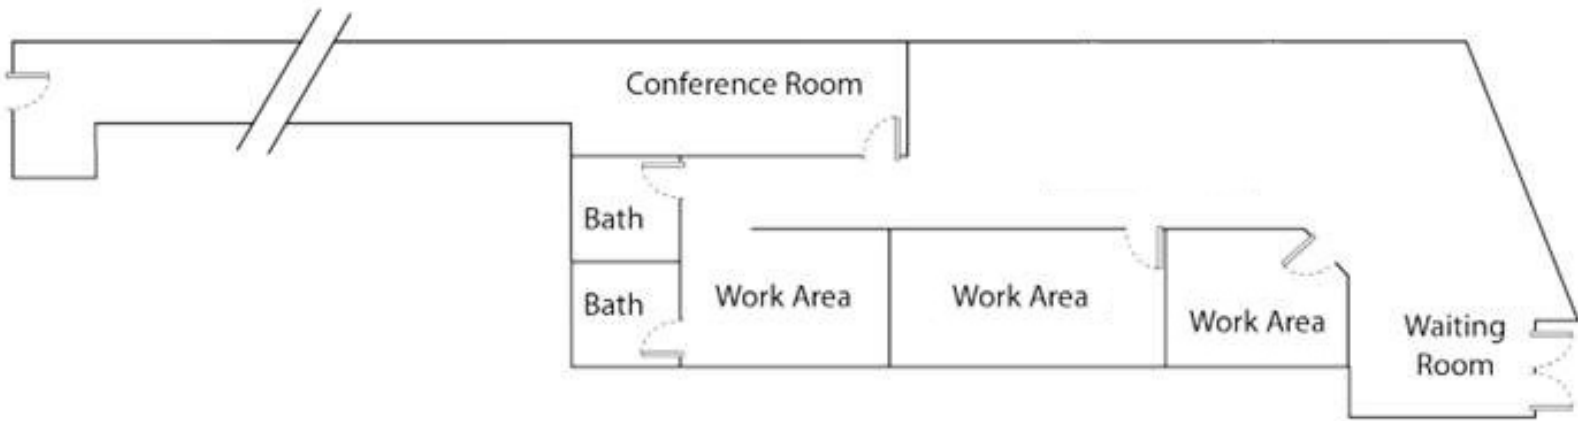 Conference Room
Bath
Bath
Work Area
Work Area
Work Area
Waiting
Room